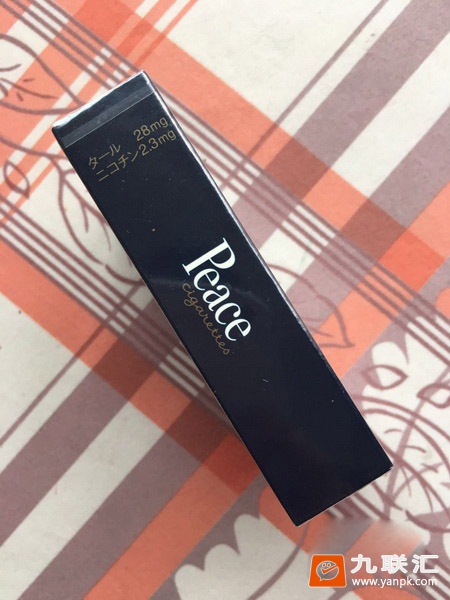 タール 28mg
ニコチン2.3mg
Peace
cigarettes
九联汇
www.yanpk.com